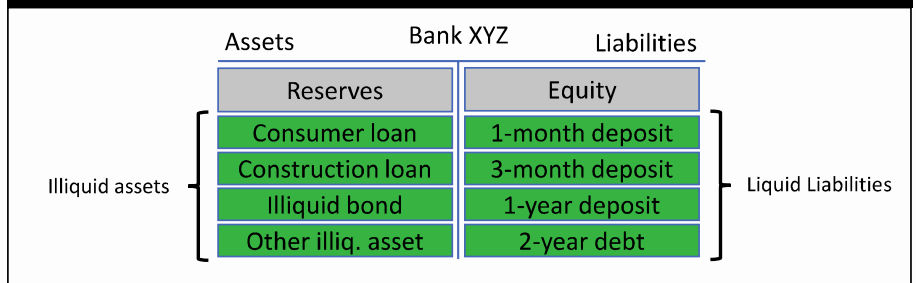 Assets Bank XYZ Liabilities
Reserves Equity
Consumer loan 1-month deposit
Construction loan 3-month deposit
Illiquid assets Liquid Liabilities
Illiquid bond 1-year deposit
Other illiq. asset 2-year debt